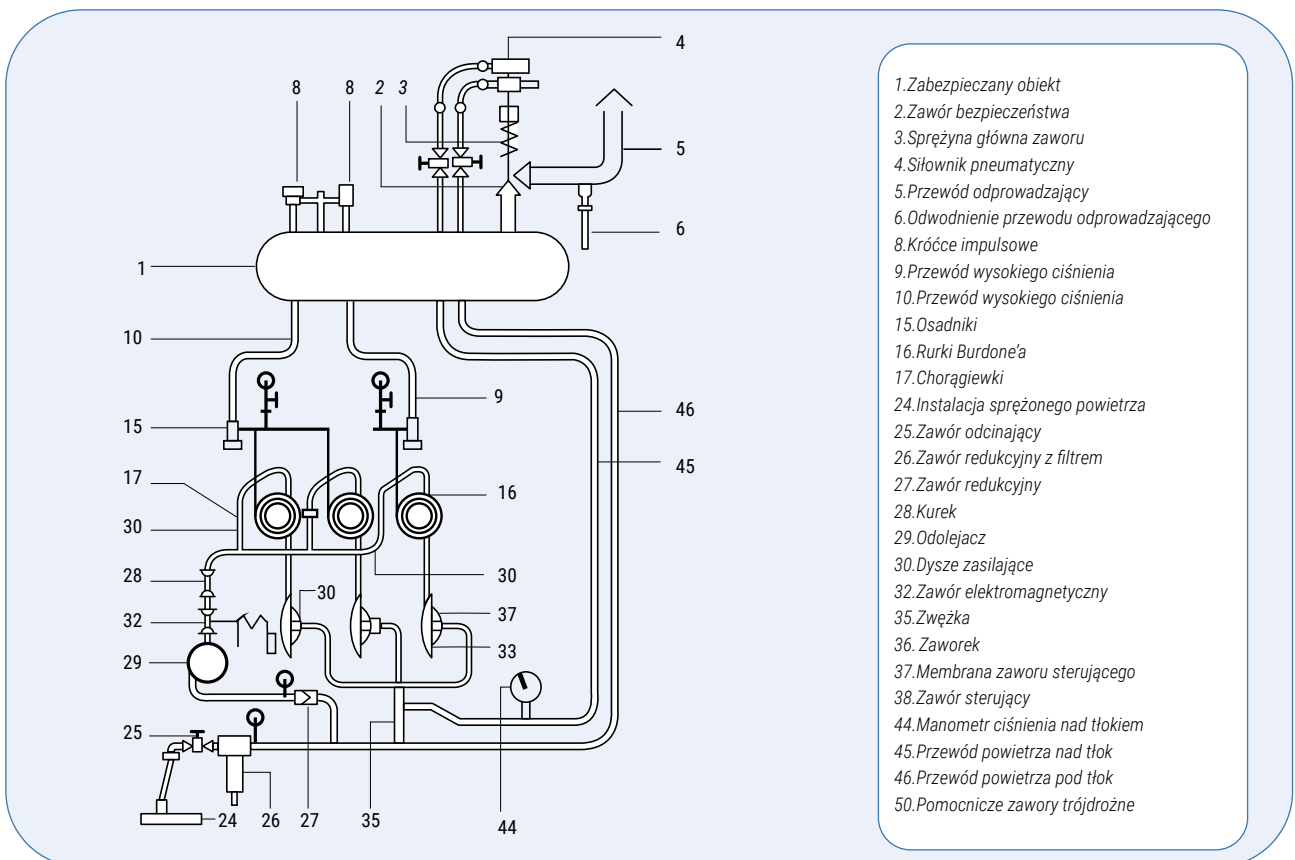 4
8
8
2
3
5
6
1
10
9
46
15
45
17
16
30
28
30
30
32
37
33
29
44
25
24
26
27
35
44
1.Zabezpieczany obiekt
2.Zawór bezpieczeństwa
3.Sprężyna główna zaworu
4.Siłownik pneumatyczny
5.Przewód odprowadzający
6.Odwodnienie przewodu odprowadzającego
8.Króćce impulsowe
9.Przewód wysokiego ciśnienia
10.Przewód wysokiego ciśnienia
15.Osadniki
16.Rurki Burdone'a
17.Chorągiewki
24.Instalacja sprężonego powietrza
25.Zawór odcinający
26.Zawór redukcyjny z filtrem
27.Zawór redukcyjny
28.Kurek
29.Odolejacz
30.Dysze zasilające
32.Zawór elektromagnetyczny
35.Zwężka
36. Zaworek
37.Membrana zaworu sterującego
38.Zawór sterujący
44.Manometr ciśnienia nad tłokiem
45.Przewód powietrza nad tłok
46.Przewód powietrza pod tłok
50.Pomocnicze zawory trójdrożne